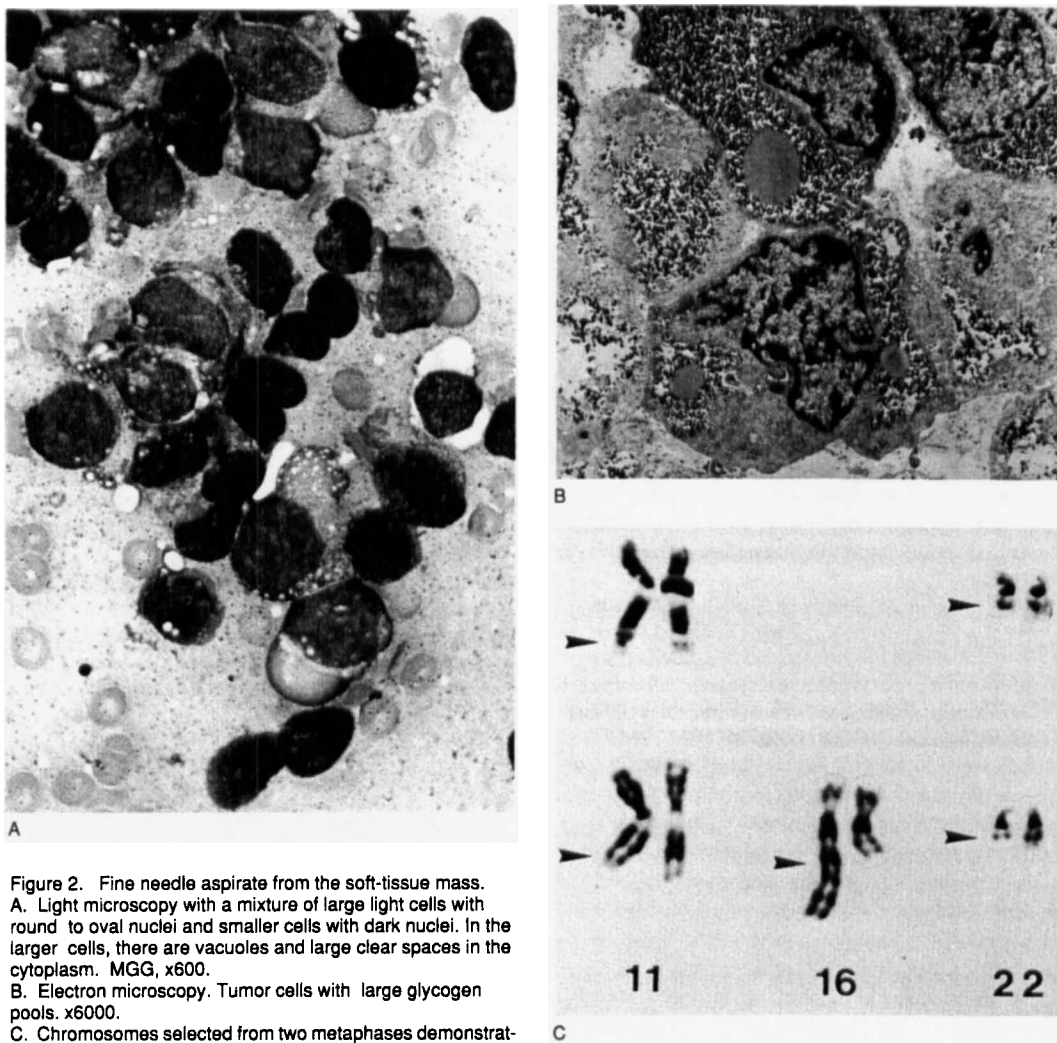 A
B
Figure 2. Fine needle aspirate from the soft-tissue mass.
A. Light microscopy with a mixture of large light cells with
round to oval nuclei and smaller cells with dark nuclei. In the
larger cells, there are vacuoles and large clear spaces in the
cytoplasm. MGG, x600.
B. Electron microscopy. Tumor cells with large glycogen
pools. x6000.
C. Chromosomes selected from two metaphases demonstrat-
11 16 22
C